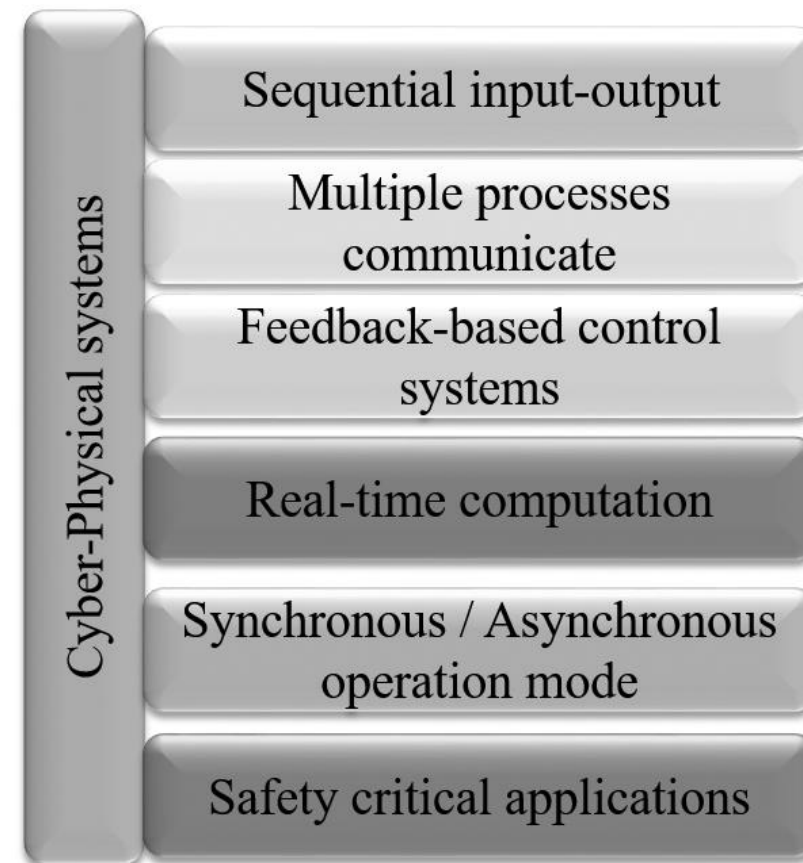 Cyber-Physical systems
Sequential input-output
Multiple processes
communicate
Feedback-based control
systems
Real-time computation
Synchronous / Asynchronous
operation mode
Safety critical applications